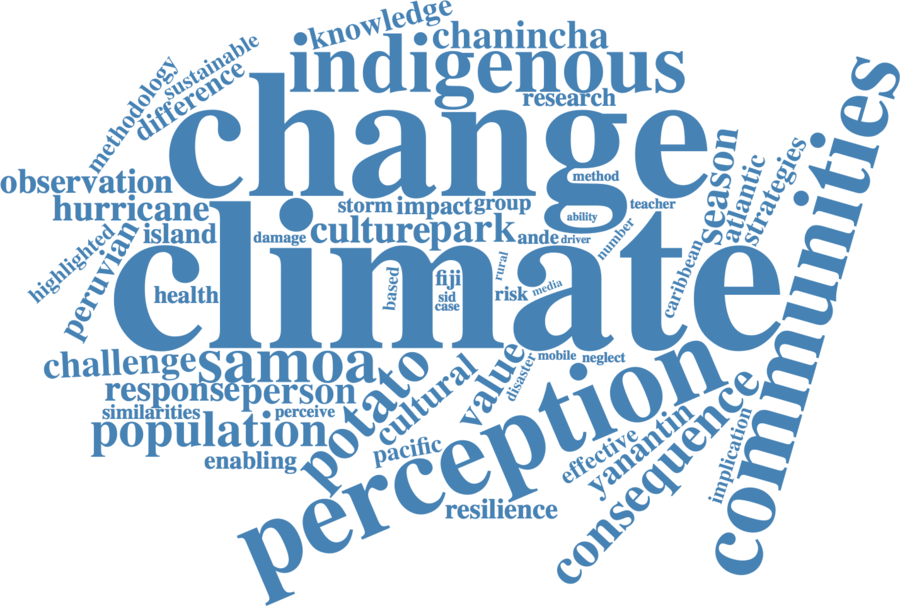 knowledge
chanincha
indigenous
research
sustainable
methodology
difference
change
method
teacher
observation
hurricane
island
storm
impact
group
ability
season
atlantic
strategies
communities
highlighted
peruvian
damage
culture
park
ande
driver
number
caribbean
climate
health
based
fiji
sid
case
rural
risk
media
challenge
samoa
response
person
similarities
perceive
population
enabling
potato
cultural
pacific
value
disaster
mobile
neglect
perception
resilience
effective
yanantin
consequence
implication